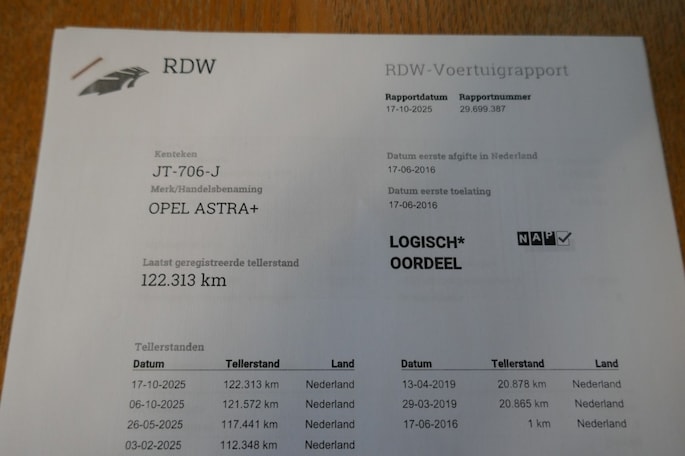 RDW
RDW-Voertuigrapport
Rapportdatum Rapportnummer
17-10-2025 29.699.387
Kenteken
JT-706-J
Merk/Handelsbenaming
OPEL ASTRA+
Datum eerste afgifte in Nederland
17-06-2016
Datum eerste toelating
17-06-2016
LOGISCH*
OORDEEL
NAP
Laatst geregistreerde tellerstand
122.313 km
Tellerstanden
Datum Tellerstand Land
17-10-2025 122.313 km Nederland
06-10-2025 121.572 km Nederland
26-05-2025 117.441 km Nederland
03-02-2025 112.348 km Nederland
Datum Tellerstand Land
13-04-2019 20.878 km Nederland
29-03-2019 20.865 km Nederland
17-06-2016 1 km Nederland